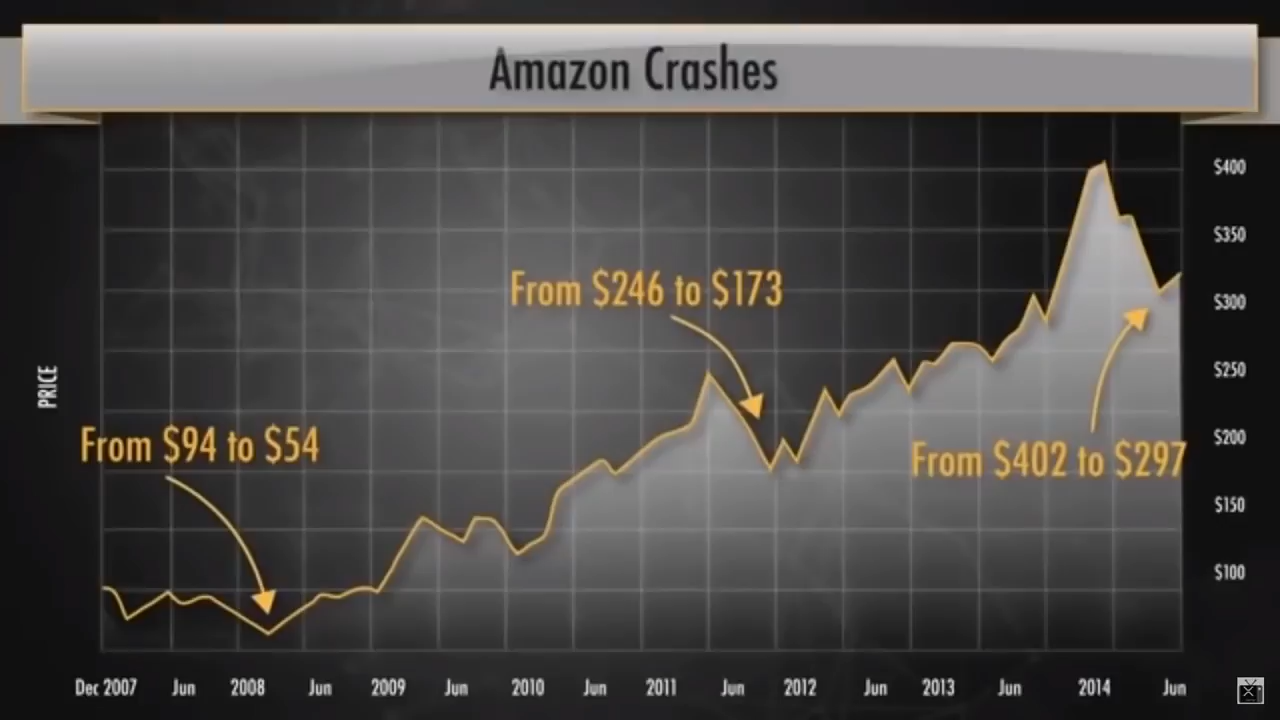 Amazon Crashes
$400
$350
From $246 to $173
$300
$250
PRICE
From $94 to $54
$200
From $402 to $297
$150
$100
Dec 2007 Jun 2008 Jun 2009 Jun 2010 Jun 2011 Jun 2012 Jun 2013 Jun 2014 Jun